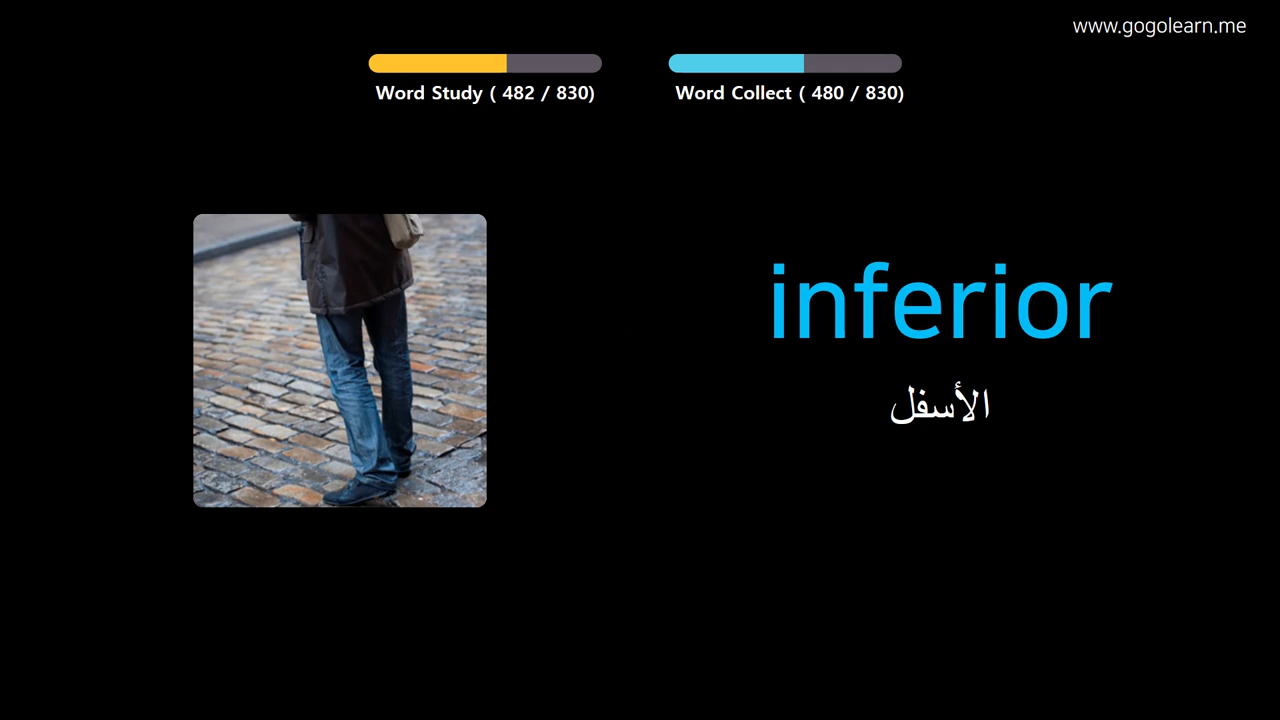 www.gogolearn.me
Word Study ( 482 / 830)
Word Collect ( 480 / 830)
inferior
الأسفل